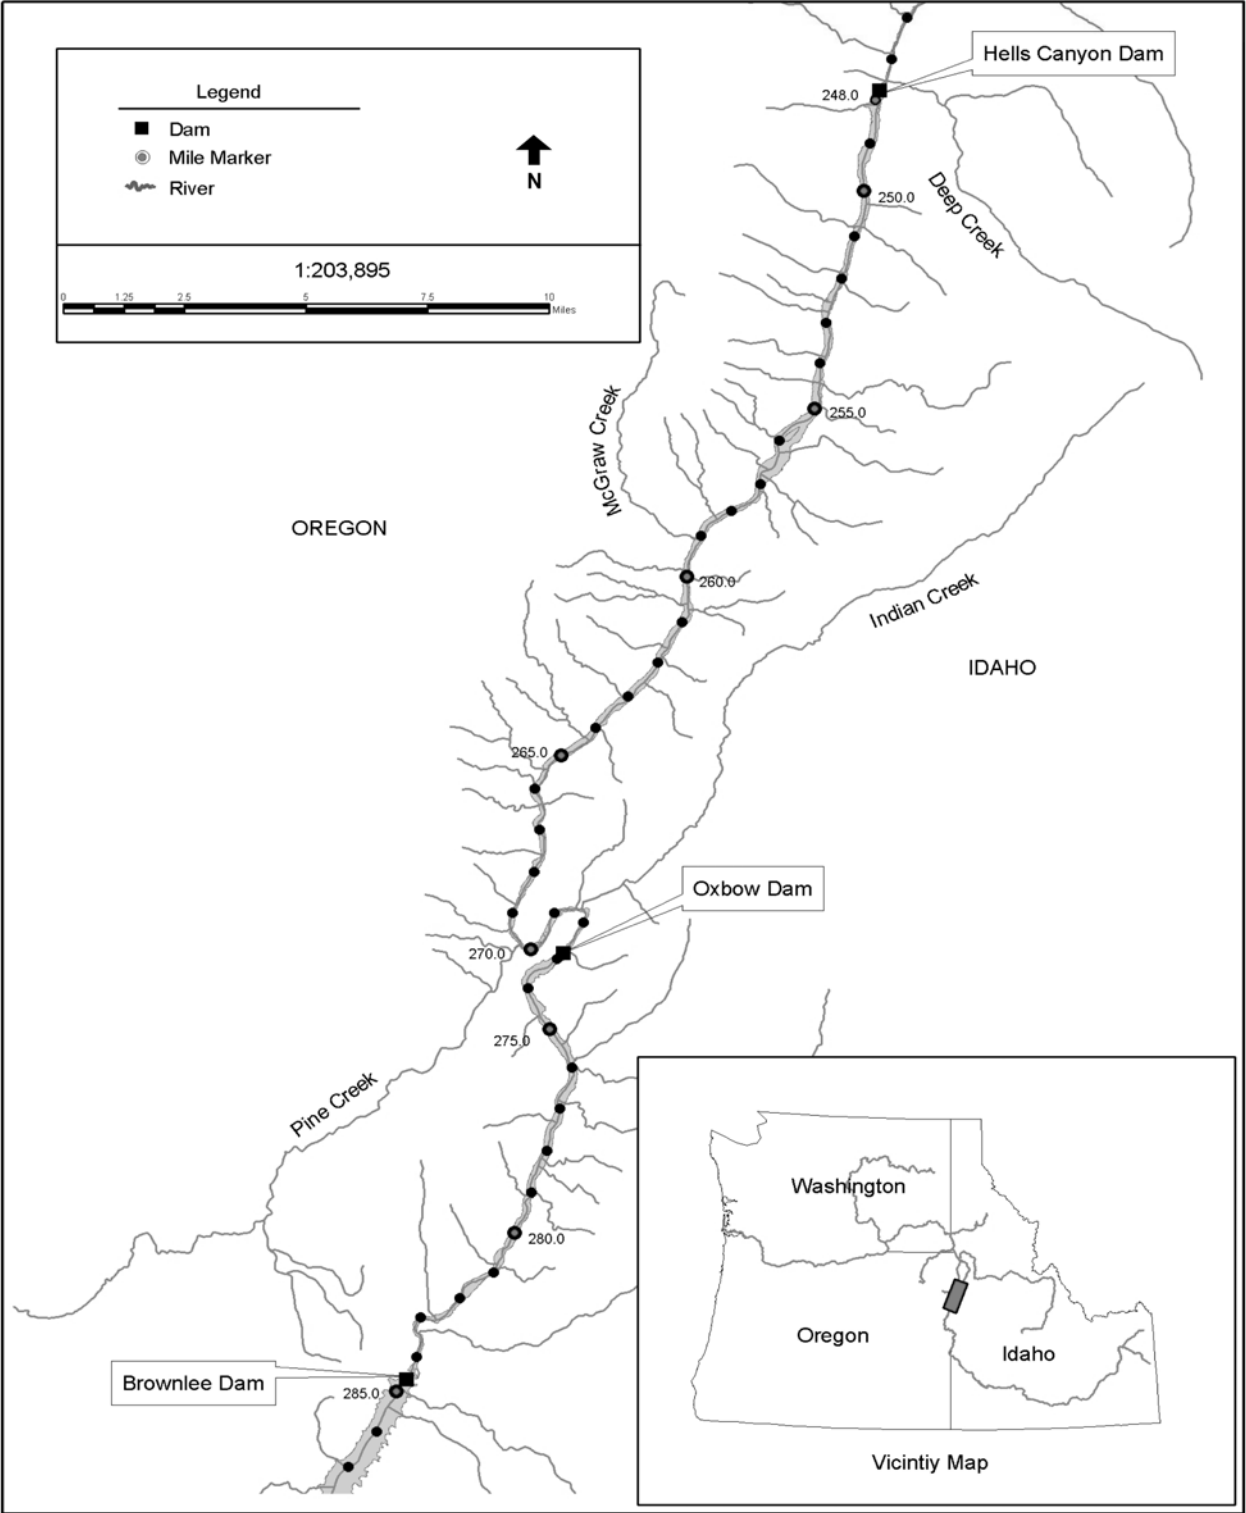 Hells Canyon Dam
Legend
Dam
Mile Marker
River
N
1:203,895
0 1.25 2.5 5 7.5 10
Miles
248.0
250.0
Deep Creek
255.0
McGraw Creek
OREGON
260.0
Indian Creek
IDAHO
265.0
Oxbow Dam
270.0
275.0
Pine Creek
280.0
Brownlee Dam
285.0
Washington
Oregon
Idaho
Vicintiy Map